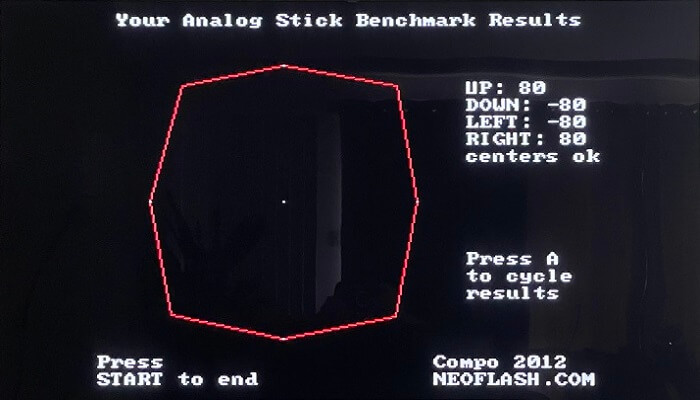 Your Analog Stick Benchmark Results
UP: 80
DOWN: -80
LEFT: -80
RIGHT: 80
centers ok
Press A
to cycle
results
Press
START to end
Compo 2012
NEOFLASH.COM